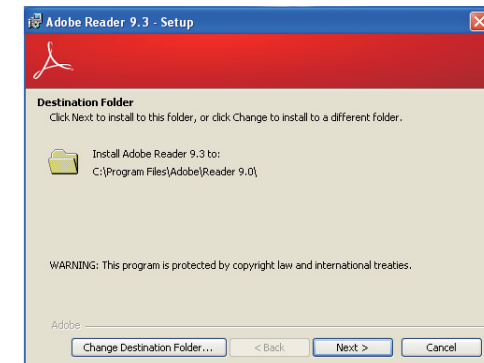 Adobe Reader 9.3 - Setup
Destination Folder
Click Next to install to this folder, or click Change to install to a different folder.
Install Adobe Reader 9.3 to:
C:\Program Files\Adobe\Reader 9.0\
WARNING: This program is protected by copyright law and international treaties.
Adobe
Change Destination Folder... < Back Next > Cancel